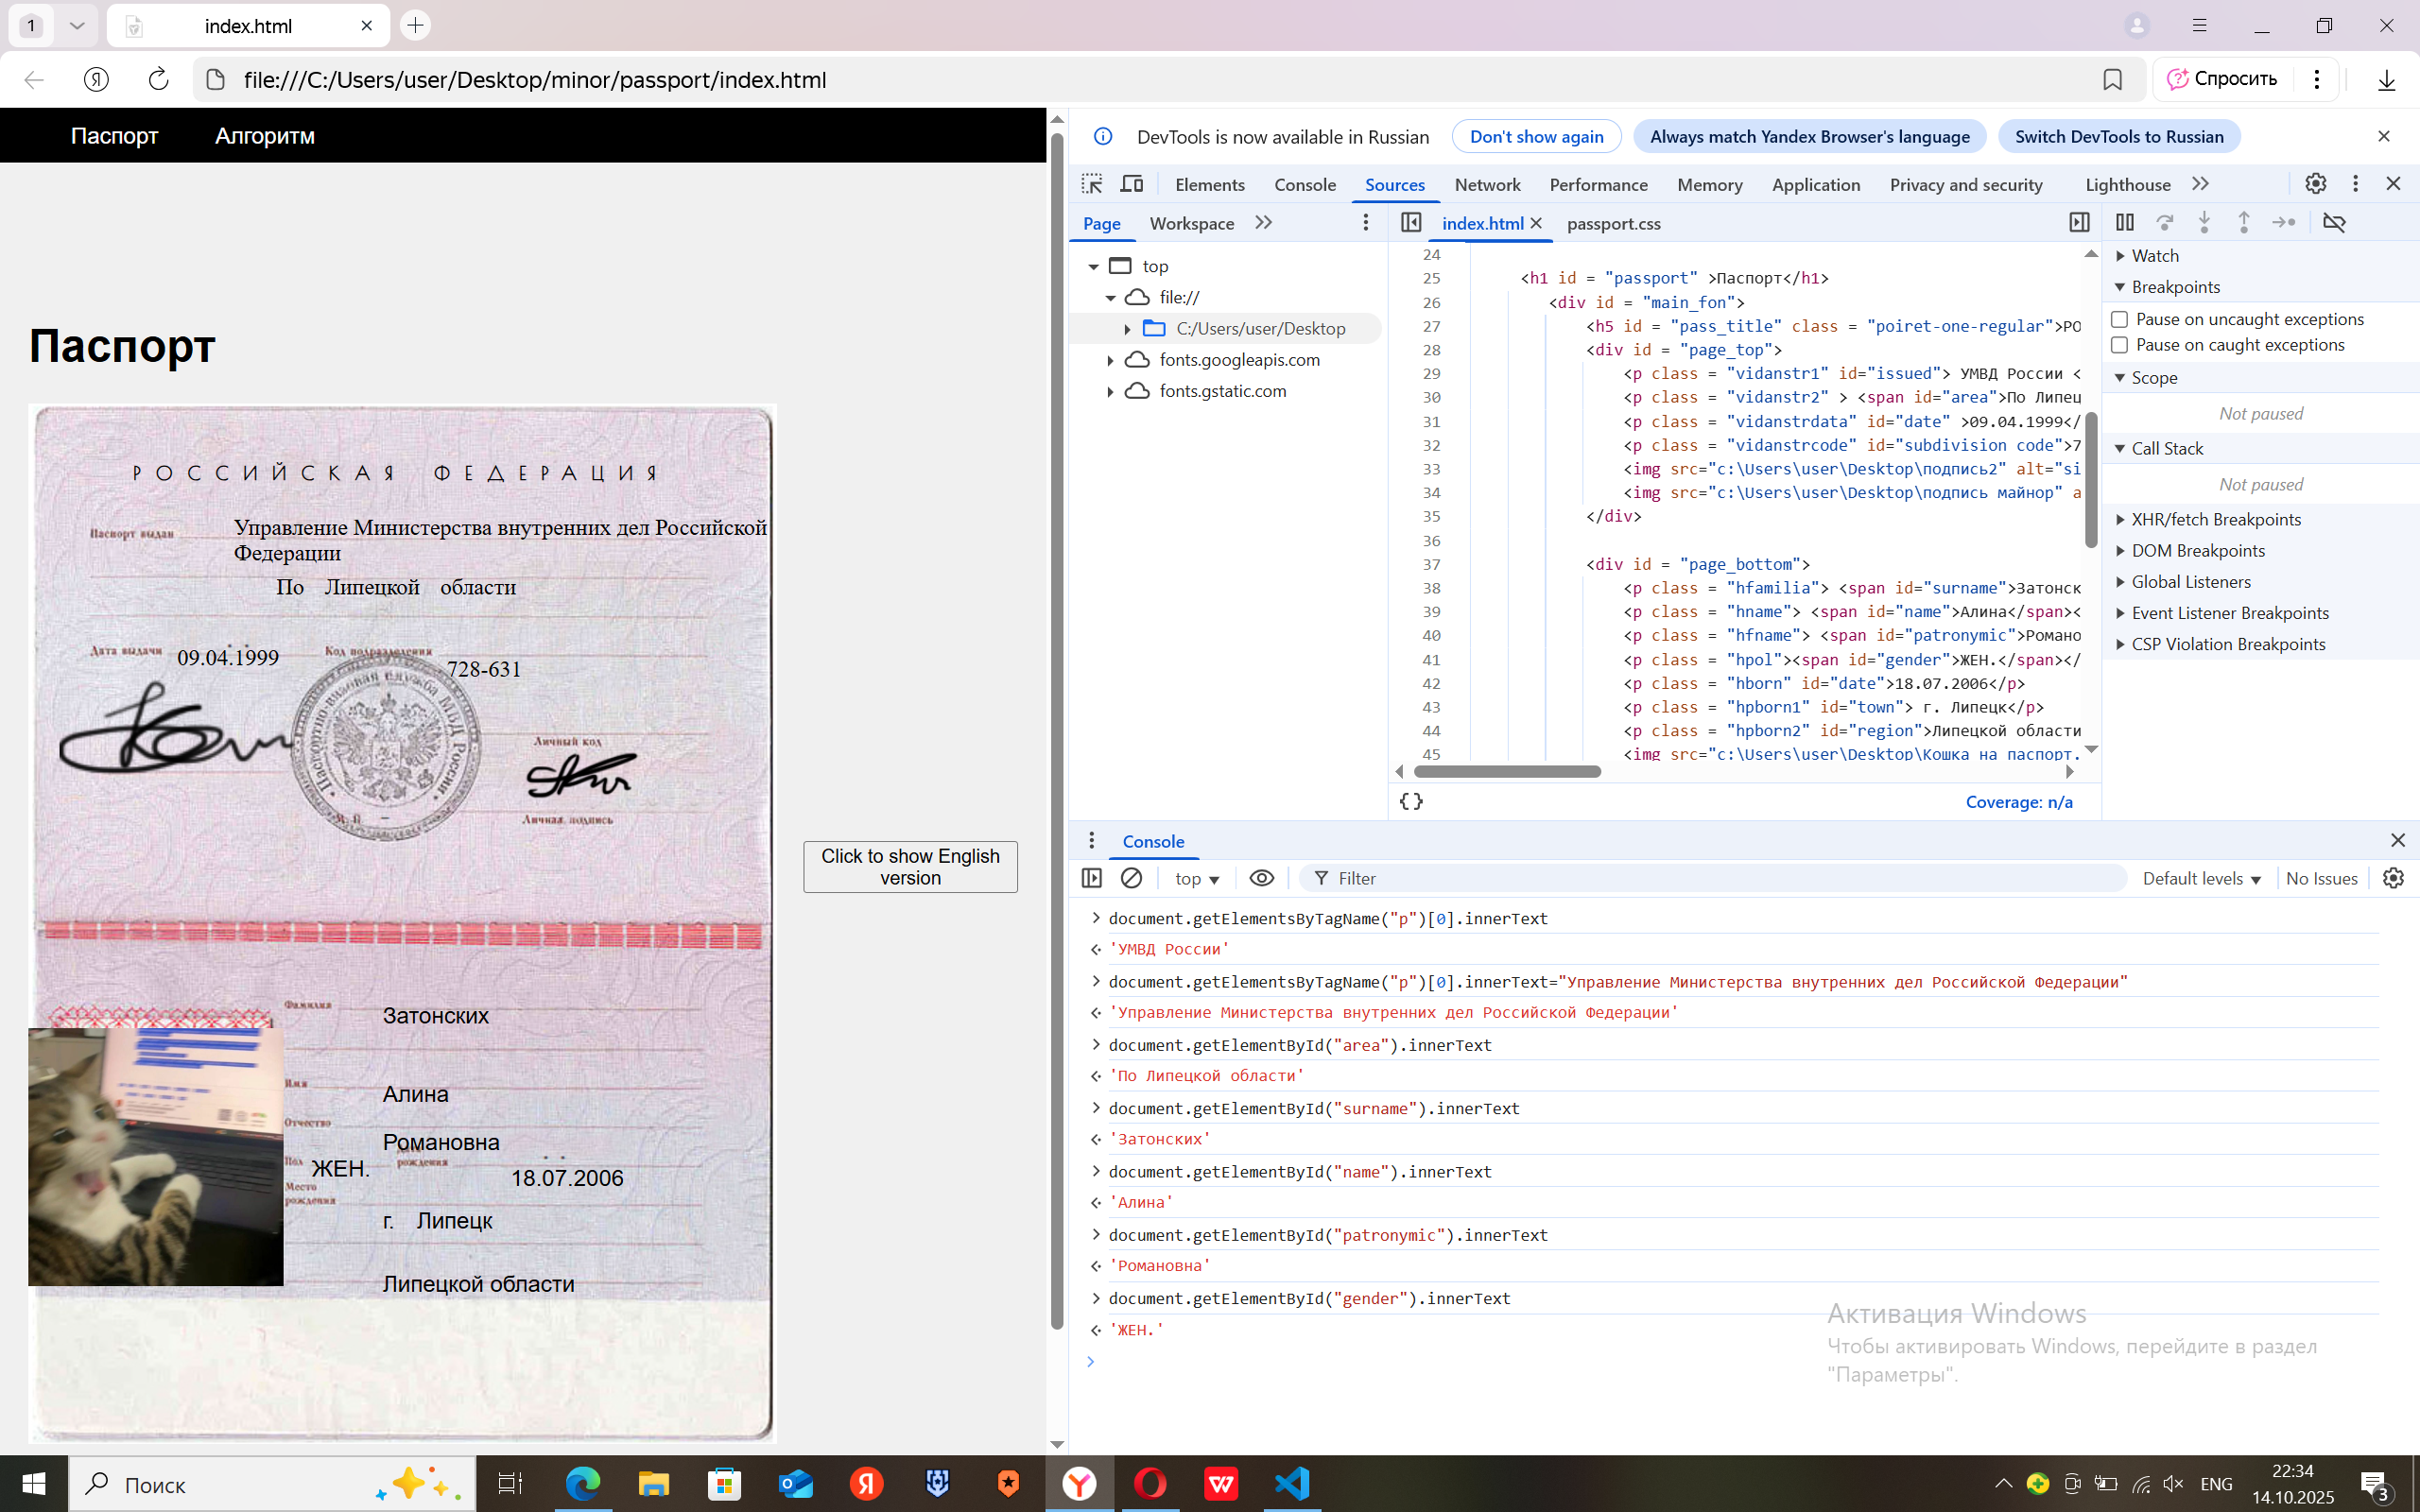 1
index.html
file:///C:/Users/user/Desktop/minor/passport/index.html
Спросить
Паспорт Алгоритм
Паспорт
РОССИЙСКАЯ ФЕДЕРАЦИЯ
Паспорт выдан
Управление Министерства внутренних дел Российской
Федерации
По Липецкой области
Дата выдачи 09.04.1999 Код подразделения 728-631
Паспортно-визовая служба МВД России
Личный код
Личная подпись
Click to show English
version
Фамилия
Затонских
Имя
Алина
Отчество
Романовна
Пол ЖЕН. рождения 18.07.2006
Место
рождения
г. Липецк
Липецкой области
DevTools is now available in Russian Don't show again Always match Yandex Browser's language Switch DevTools to Russian
Elements Console Sources Network Performance Memory Application Privacy and security Lighthouse
Page Workspace
top
file://
C:/Users/user/Desktop
fonts.googleapis.com
fonts.gstatic.com
index.html passport.css
24
25 <h1 id = "passport" >Паспорт</h1>
26 <div id = "main_fon">
27 <h5 id = "pass_title" class = "poiret-one-regular">РО
28 <div id = "page_top">
29 <p class = "vidanstr1" id="issued"> УМВД России <
30 <p class = "vidanstr2" > <span id="area">По Липец
31 <p class = "vidanstrdata" id="date" >09.04.1999</
32 <p class = "vidanstrcode" id="subdivision code">7
33 <img src="c:\Users\user\Desktop\подпись2" alt="si
34 <img src="c:\Users\user\Desktop\подпись майнор" a
35 </div>
36
37 <div id = "page_bottom">
38 <p class = "hfamilia"> <span id="surname">Затонск
39 <p class = "hname"> <span id="name">Алина</span><
40 <p class = "hfname"> <span id="patronymic">Романо
41 <p class = "hpol"><span id="gender">ЖЕН.</span></
42 <p class = "hborn" id="date">18.07.2006</p>
43 <p class = "hpborn1" id="town"> г. Липецк</p>
44 <p class = "hpborn2" id="region">Липецкой области
45 <img src="c:\Users\user\Desktop\Кошка на паспорт.
{} Coverage: n/a
Watch
Breakpoints
Pause on uncaught exceptions
Pause on caught exceptions
Scope
Not paused
Call Stack
Not paused
XHR/fetch Breakpoints
DOM Breakpoints
Global Listeners
Event Listener Breakpoints
CSP Violation Breakpoints
Console
top Filter Default levels No Issues
document.getElementsByTagName("p")[0].innerText
'УМВД России'
document.getElementsByTagName("p")[0].innerText="Управление Министерства внутренних дел Российской Федерации"
'Управление Министерства внутренних дел Российской Федерации'
document.getElementById("area").innerText
'По Липецкой области'
document.getElementById("surname").innerText
'Затонских'
document.getElementById("name").innerText
'Алина'
document.getElementById("patronymic").innerText
'Романовна'
document.getElementById("gender").innerText
'ЖЕН.'
Активация Windows
Чтобы активировать Windows, перейдите в раздел
"Параметры".
Поиск
ENG
22:34
14.10.2025
3